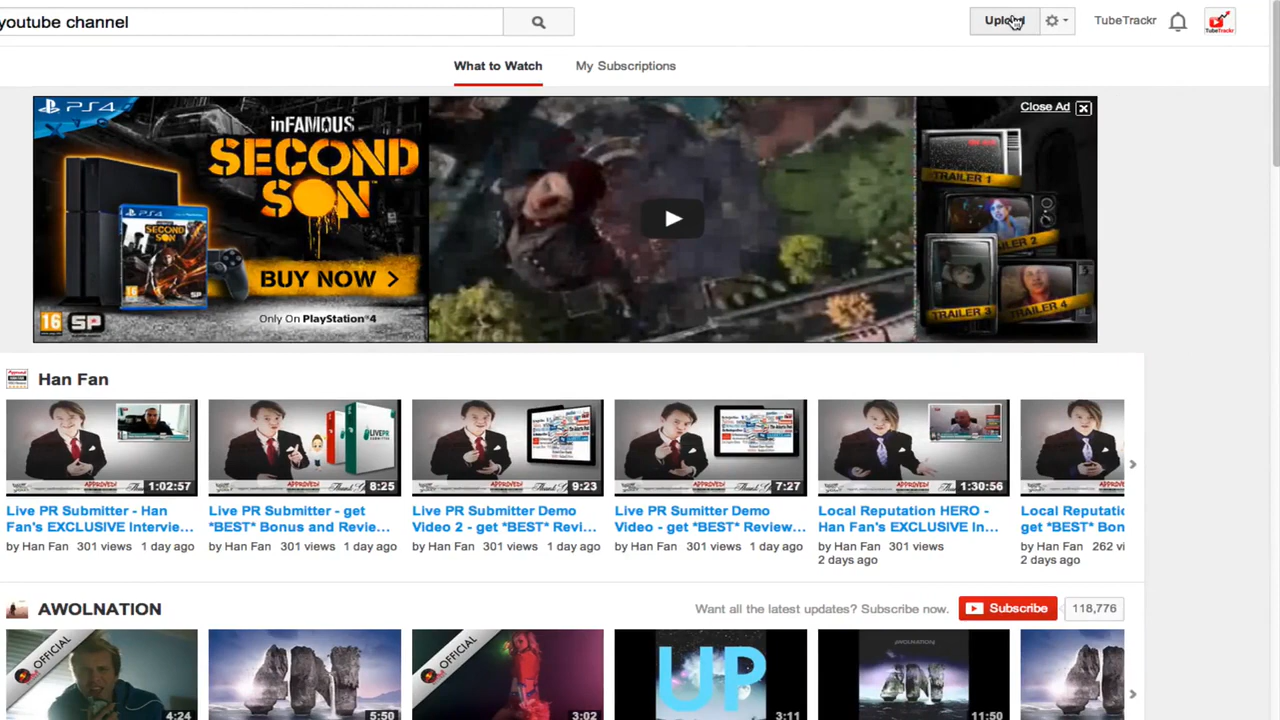 youtube channel
Upload
TubeTrackr
What to Watch
My Subscriptions
PS4
inFAMOUS
SECOND
SON
BUY NOW >
Only On PlayStation®4
16
SP
Close Ad
TRAILER 1
TRAILER 3
TRAILER 4
Han Fan
1:02:57
8:25
9:23
7:27
1:30:56
Live PR Submitter - Han
Fan's EXCLUSIVE Intervie...
by Han Fan 301 views 1 day ago
Live PR Submitter - get
*BEST* Bonus and Revie...
by Han Fan 301 views 1 day ago
Live PR Submitter Demo
Video 2 - get *BEST* Revi...
by Han Fan 301 views 1 day ago
Live PR Sumitter Demo
Video - get *BEST* Review...
by Han Fan 301 views 1 day ago
Local Reputation HERO -
Han Fan's EXCLUSIVE In...
by Han Fan 301 views
2 days ago
Local Reputati
get *BEST* Bon
by Han Fan 262 vi
2 days ago
AWOLNATION
Want all the latest updates? Subscribe now.
Subscribe
118,776
OFFICIAL
4:24
5:50
OFFICIAL
3:02
UP
3:11
AWOLNATION
11:50